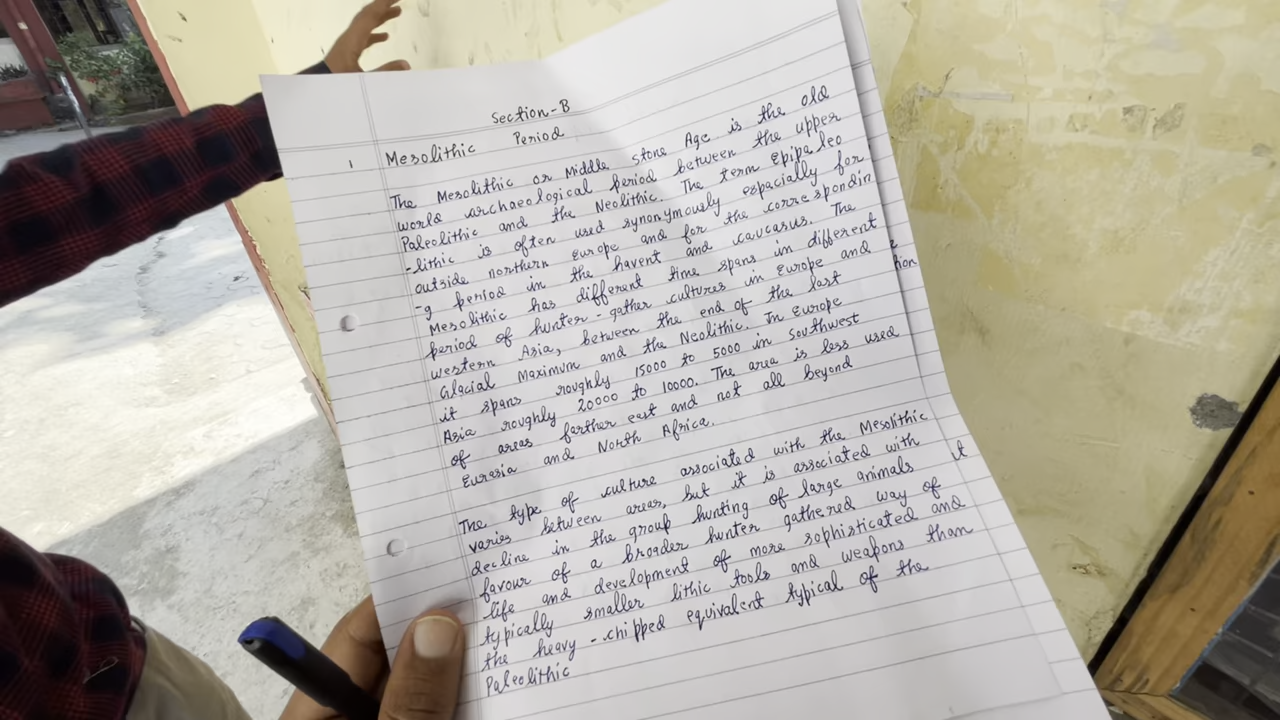 Section-B
1 Mesolithic Period
The Mesolithic or Middle stone Age is the old
world archaeological period between the upper
Paleolithic and the Neolithic. The term Epipaleo
-lithic is often used synonymously espacially for
outside northern Europe and for the correspondin
-g period in the havent and caucasus. The
Mesolithic has different time spans in different
period of hunter-gather cultures in Europe and
western Asia, between the end of the last
Glacial Maximum and the Neolithic. In Europe
it spans roughly 15000 to 5000 in Southwest
Asia roughly 20000 to 10000. The area is less used
of areas farther east and not all beyond
Eurasia and North Africa.
The type of culture associated with the Mesolithic
varies between areas, but it is associated with
decline in the group hunting of large animals it
favour of a broader hunter gathered way of
life and development of more sophisticated and
typically smaller lithic tools and weapons than
the heavy-chipped equivalent typical of the
Paleolithic
tion